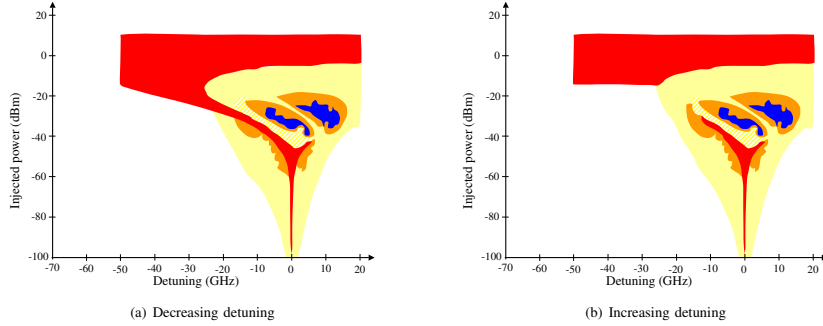 20
0
-20
-40
-60
-80
-100
Injected power (dBm)
-70 -60 -50 -40 -30 -20 -10 0 10 20
Detuning (GHz)
(a) Decreasing detuning
20
0
-20
-40
-60
-80
-100
Injected power (dBm)
-70 -60 -50 -40 -30 -20 -10 0 10 20
Detuning (GHz)
(b) Increasing detuning